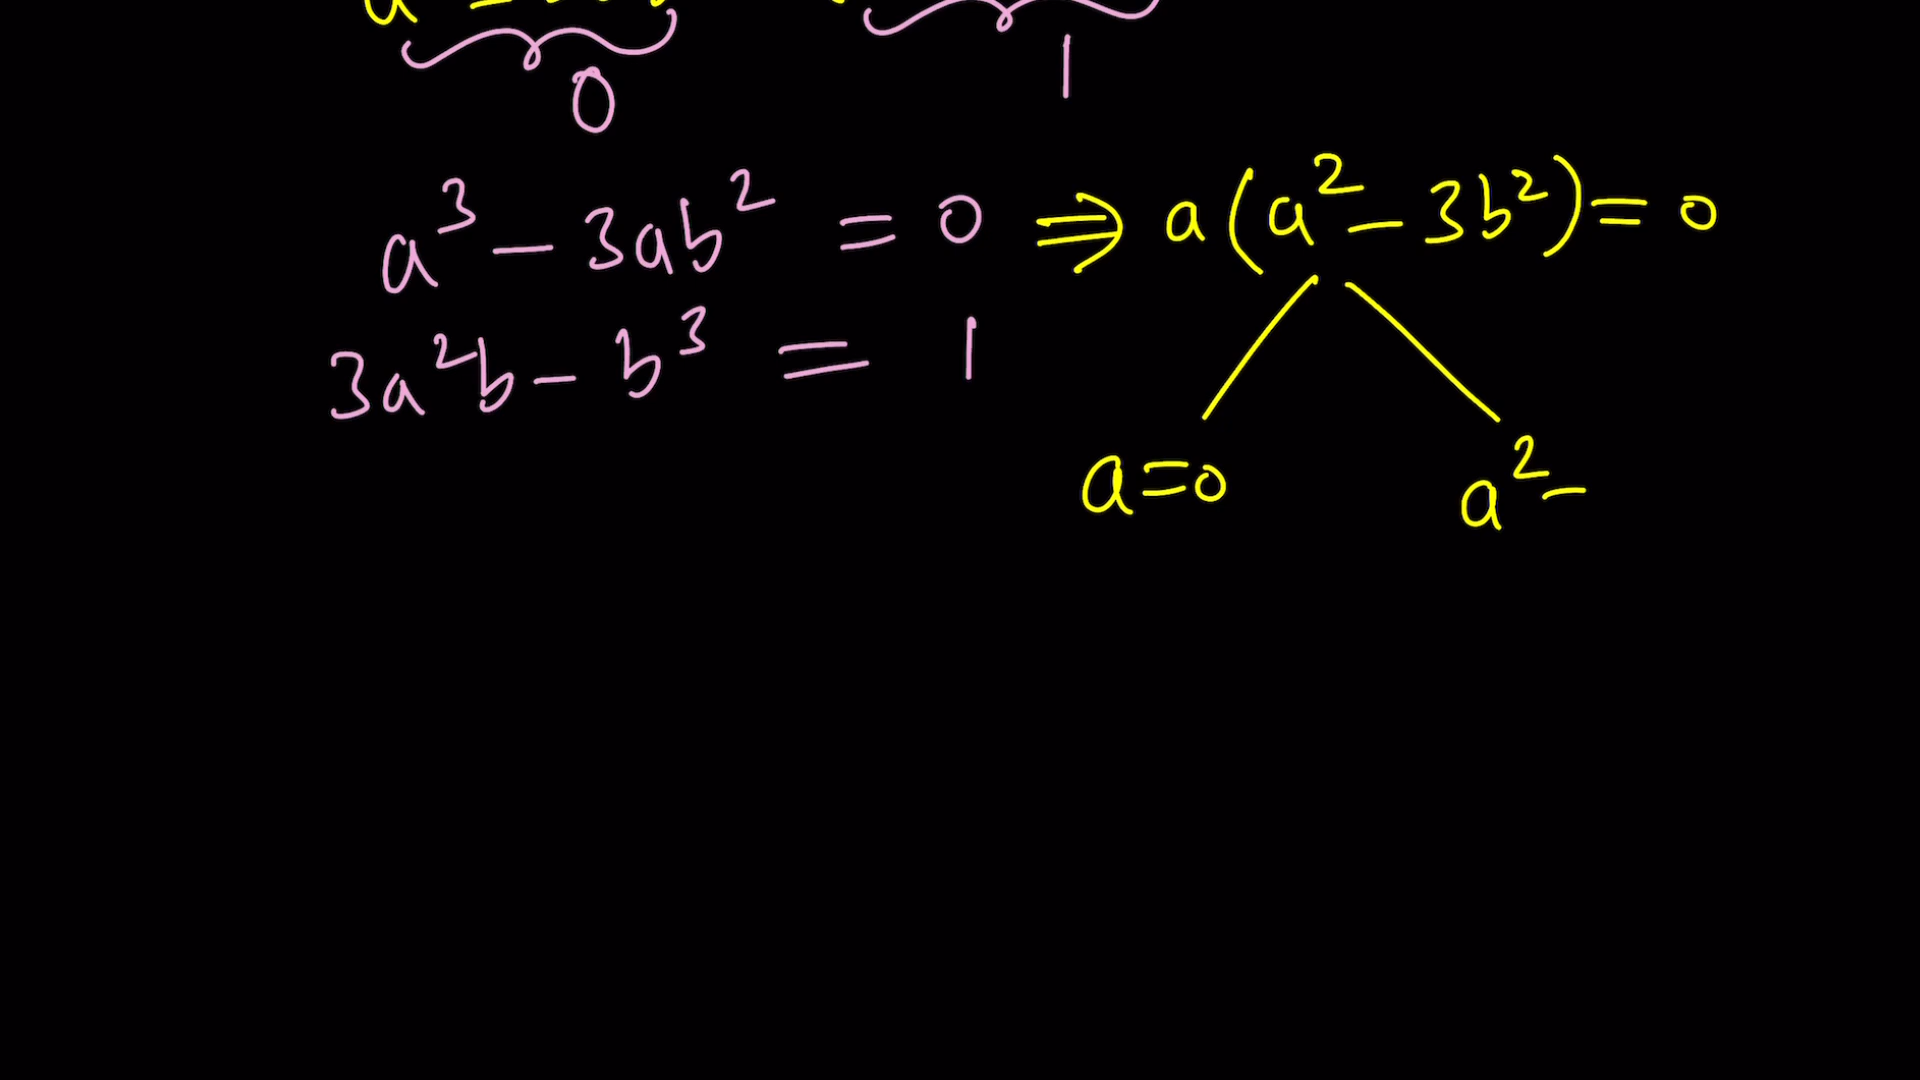 0 1
a³ – 3ab² = 0 ⇒ a(a² – 3b²) = 0
3a²b – b³ = 1
a=0 a² –